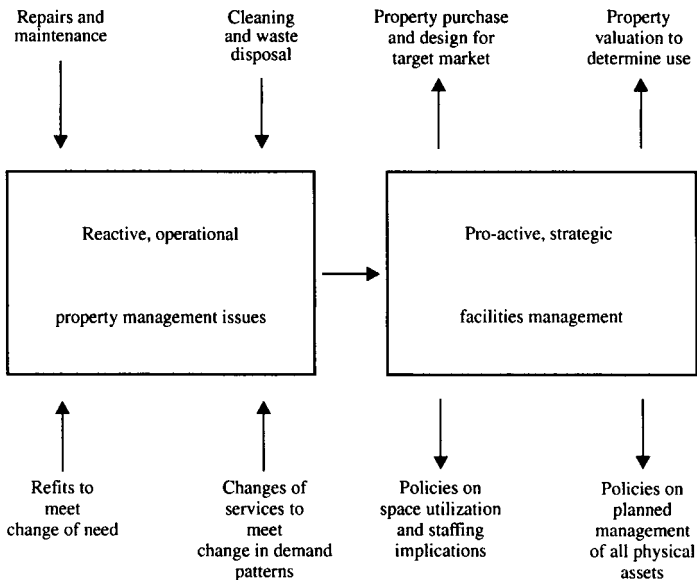 Repairs and
maintenance
Cleaning
and waste
disposal
Property purchase
and design for
target market
Property
valuation to
determine use
Reactive, operational
property management issues
Pro-active, strategic
facilities management
Refits to
meet
change of need
Changes of
services to
meet
change in demand
patterns
Policies on
space utilization
and staffing
implications
Policies on
planned
management
of all physical
assets